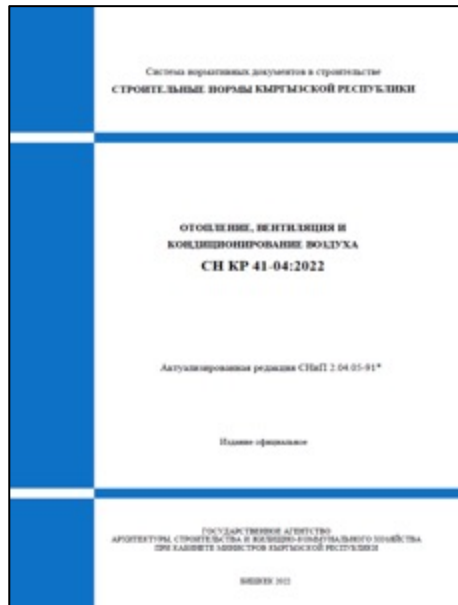 Система нормативных документов в строительстве
СТРОИТЕЛЬНЫЕ НОРМЫ КЫРГЫЗСКОЙ РЕСПУБЛИКИ
ОТОПЛЕНИЕ, ВЕНТИЛЯЦИЯ И
КОНДИЦИОНИРОВАНИЕ ВОЗДУХА
СН КР 41-04:2022
Актуализированная редакция СНиП 2.04.05-91*
Издание официальное
ГОСУДАРСТВЕННОЕ АГЕНТСТВО
АРХИТЕКТУРЫ, СТРОИТЕЛЬСТВА И ЖИЛИЩНО-КОММУНАЛЬНОГО ХОЗЯЙСТВА
ПРИ КАБИНЕТЕ МИНИСТРОВ КЫРГЫЗСКОЙ РЕСПУБЛИКИ
БИШКЕК 2022